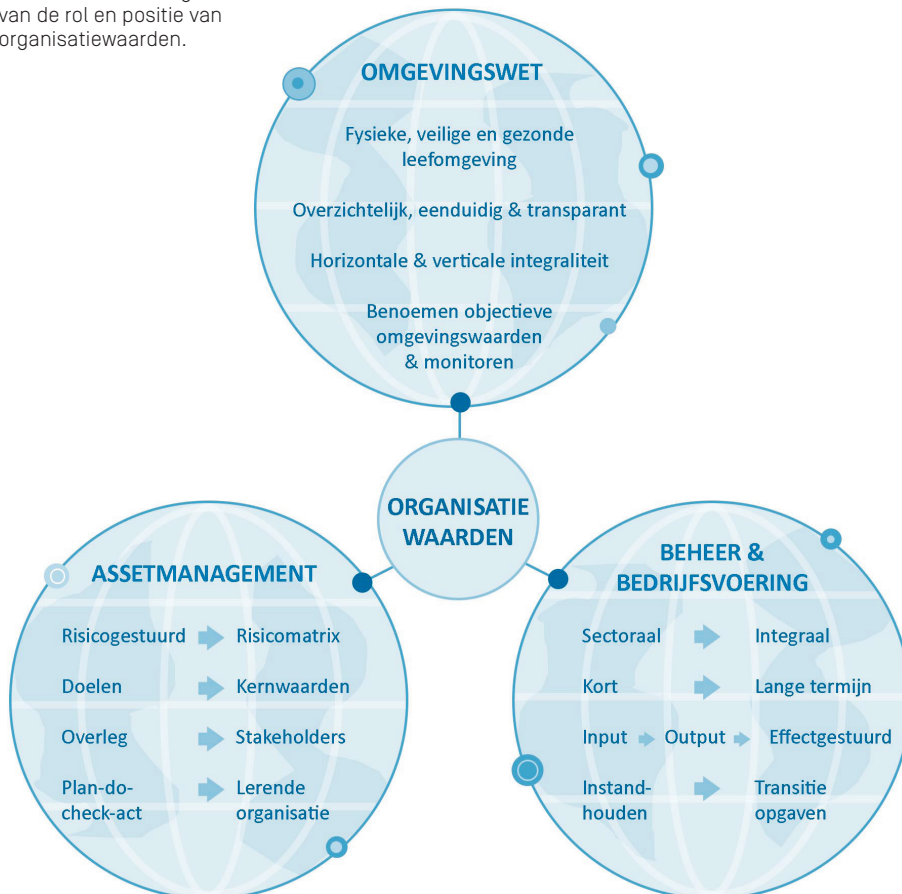 van de rol en positie van
organisatiewaarden.
OMGEVINGSWET
Fysieke, veilige en gezonde
leefomgeving
Overzichtelijk, eenduidig & transparant
Horizontale & verticale integraliteit
Benoemen objectieve
omgevingswaarden
& monitoren
ORGANISATIE
WAARDEN
ASSETMANAGEMENT
Risicogestuurd Risicomatrix
Doelen Kernwaarden
Overleg Stakeholders
Plan-do- Lerende
check-act organisatie
BEHEER &
BEDRIJFSVOERING
Sectoraal Integraal
Kort Lange termijn
Input Output Effectgestuurd
Instand- Transitie
houden opgaven